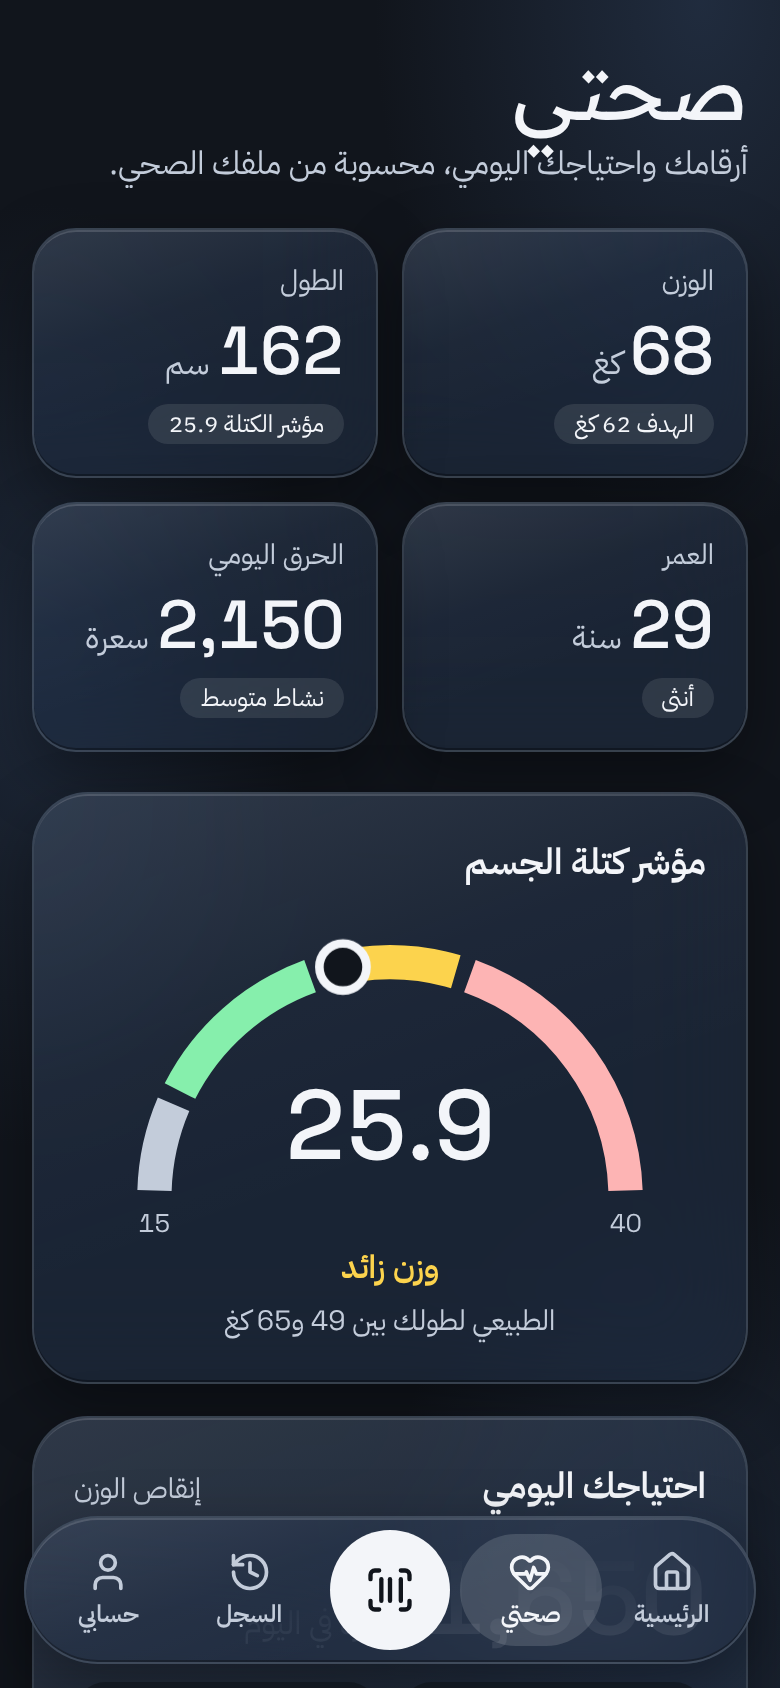 صحتي
أرقامك واحتياجك اليومي، محسوبة من ملفك الصحي.
الوزن
68 كغ
الهدف 62 كغ
الطول
162 سم
مؤشر الكتلة 25.9
العمر
29 سنة
أنثى
الحرق اليومي
2,150 سعرة
نشاط متوسط
مؤشر كتلة الجسم
25.9
15
40
وزن زائد
الطبيعي لطولك بين 49 و65 كغ
احتياجك اليومي
إنقاص الوزن
في اليوم
الرئيسية
صحتي
السجل
حسابي